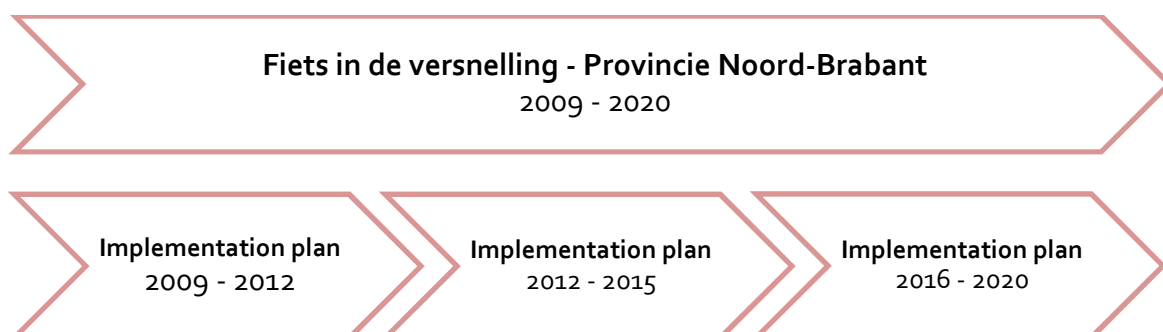 Fiets in de versnelling - Provincie Noord-Brabant
2009 - 2020
Implementation plan
2009 - 2012
Implementation plan
2012 - 2015
Implementation plan
2016 - 2020